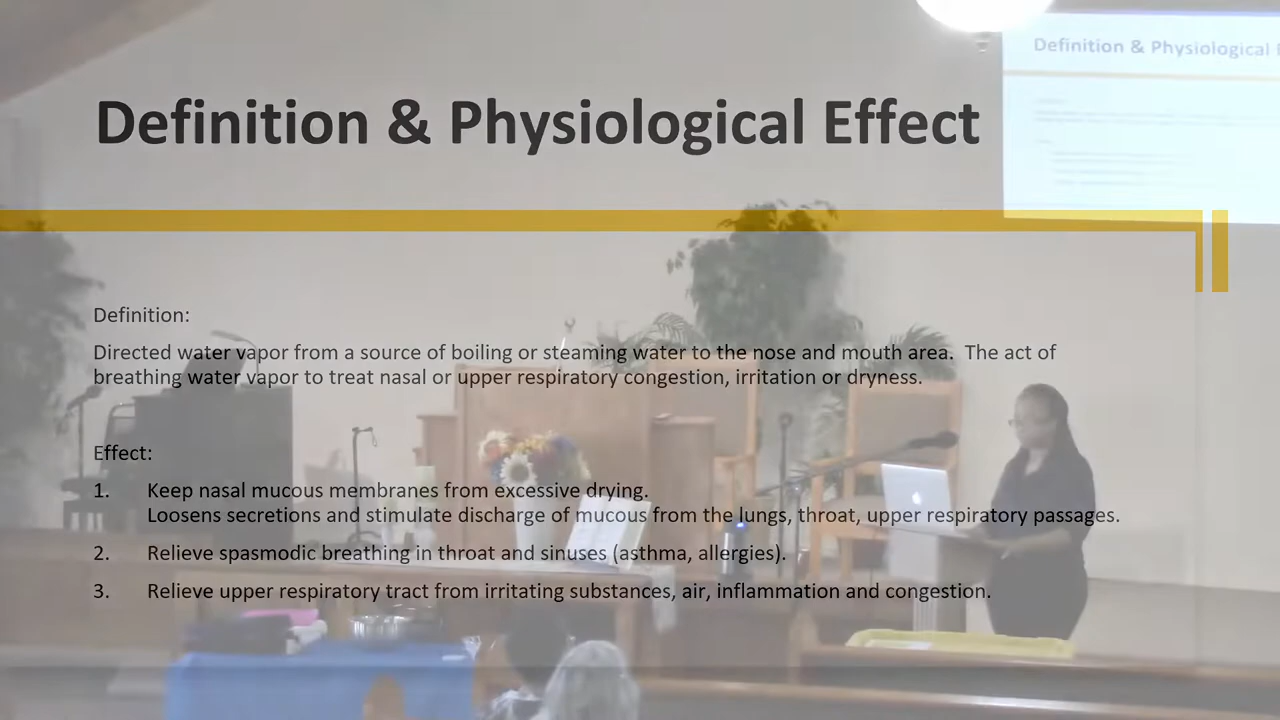 Definition & Physiological
Definition & Physiological Effect
Definition:
Directed water vapor from a source of boiling or steaming water to the nose and mouth area.  The act of
breathing water vapor to treat nasal or upper respiratory congestion, irritation or dryness.
Effect:
1. Keep nasal mucous membranes from excessive drying.
Loosens secretions and stimulate discharge of mucous from the lungs, throat, upper respiratory passages.
2. Relieve spasmodic breathing in throat and sinuses (asthma, allergies).
3. Relieve upper respiratory tract from irritating substances, air, inflammation and congestion.